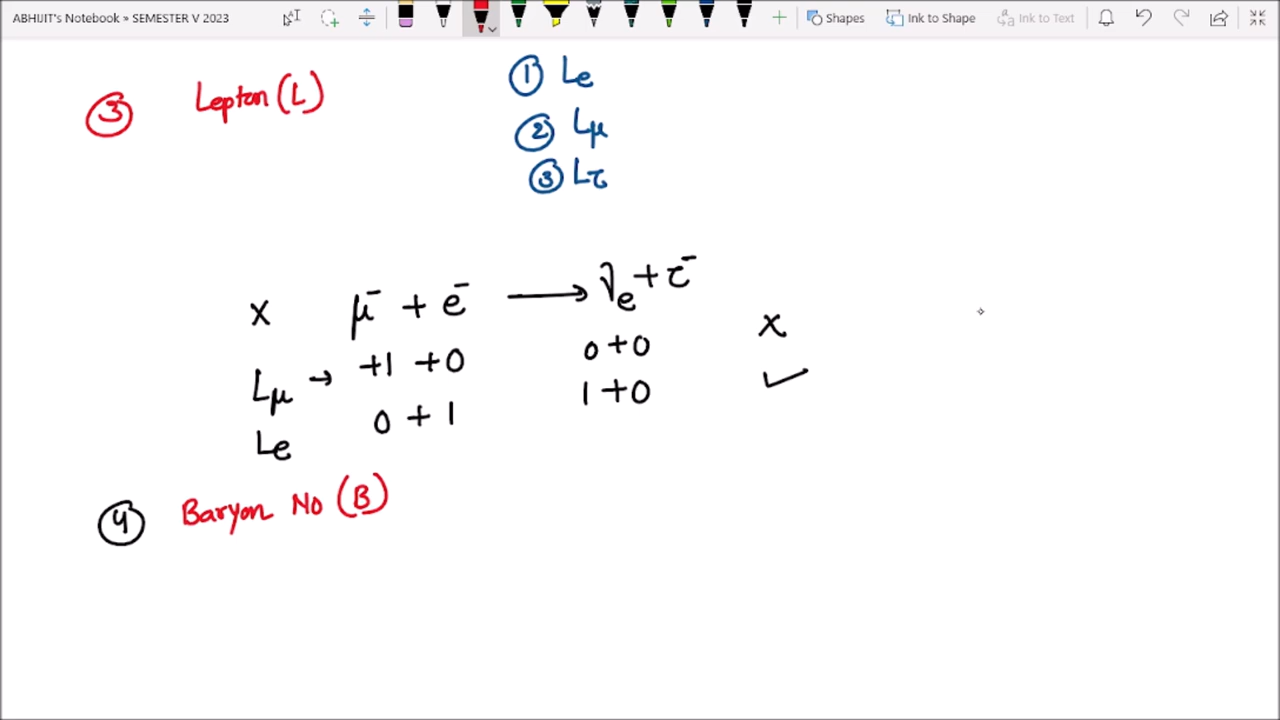 ABHIJIT's Notebook » SEMESTER V 2023
Shapes
Ink to Shape
Ink to Text
③ Lepton (L)
① Le
② Lμ
③ Lτ
x μ⁻ + e⁻ → νe + τ⁻
Lμ → +1 +0 0+0 x
Le 0 + 1 1+0 ✓
④ Baryon No (B)